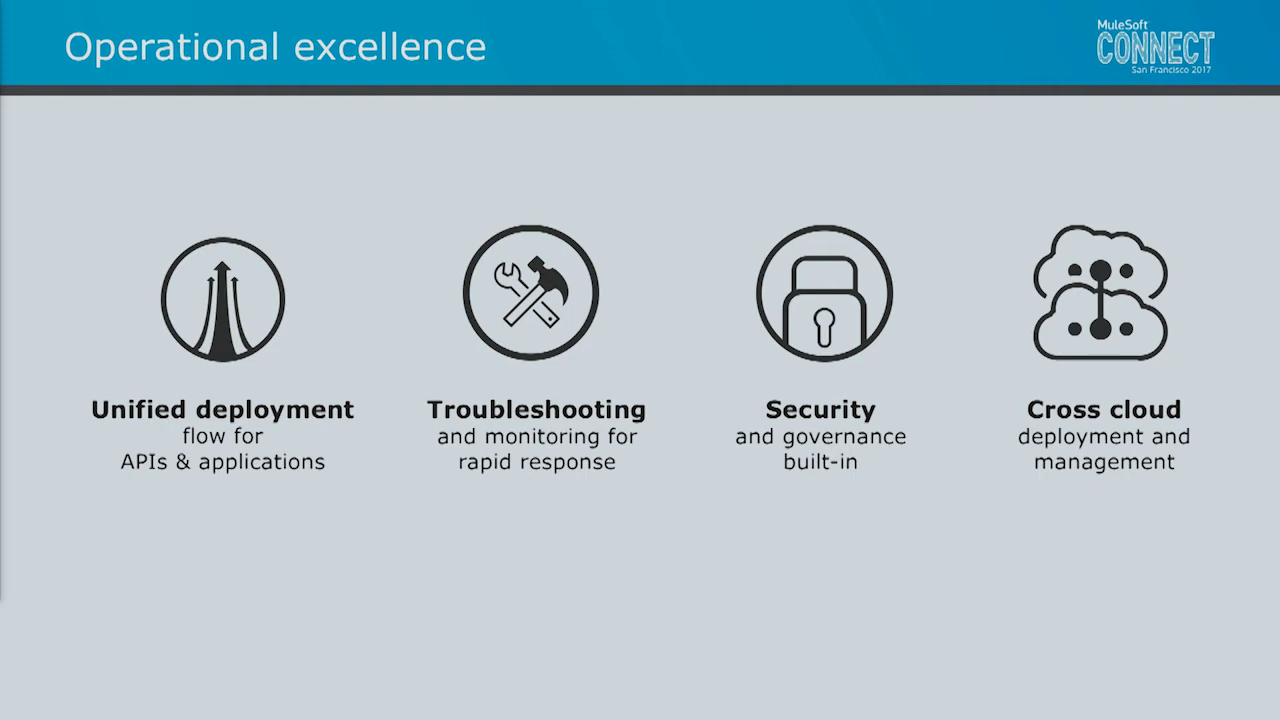 Operational excellence
MuleSoft
CONNECT
San Francisco 2017
Unified deployment
flow for
APIs & applications
Troubleshooting
and monitoring for
rapid response
Security
and governance
built-in
Cross cloud
deployment and
management